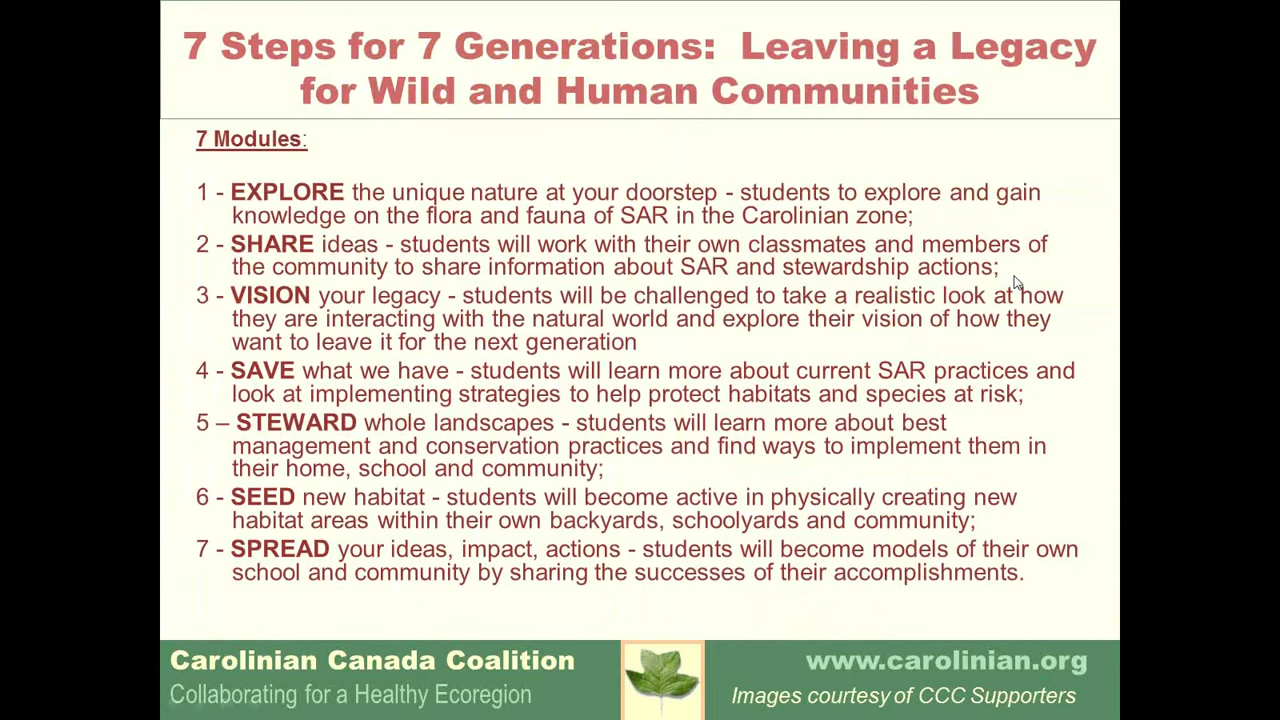 7 Steps for 7 Generations: Leaving a Legacy
for Wild and Human Communities
7 Modules:
1 - EXPLORE the unique nature at your doorstep - students to explore and gain
knowledge on the flora and fauna of SAR in the Carolinian zone;
2 - SHARE ideas - students will work with their own classmates and members of
the community to share information about SAR and stewardship actions;
3 - VISION your legacy - students will be challenged to take a realistic look at how
they are interacting with the natural world and explore their vision of how they
want to leave it for the next generation
4 - SAVE what we have - students will learn more about current SAR practices and
look at implementing strategies to help protect habitats and species at risk;
5 – STEWARD whole landscapes - students will learn more about best
management and conservation practices and find ways to implement them in
their home, school and community;
6 - SEED new habitat - students will become active in physically creating new
habitat areas within their own backyards, schoolyards and community;
7 - SPREAD your ideas, impact, actions - students will become models of their own
school and community by sharing the successes of their accomplishments.
Carolinian Canada Coalition
Collaborating for a Healthy Ecoregion
www.carolinian.org
Images courtesy of CCC Supporters